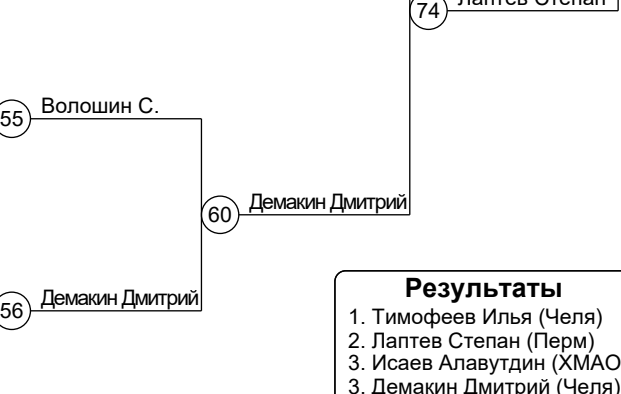 74
Лаптев Степан
55
Волошин С.
60
Демакин Дмитрий
56
Демакин Дмитрий
Результаты
1. Тимофеев Илья (Челя)
2. Лаптев Степан (Перм)
3. Исаев Алавутдин (ХМАО
3. Демакин Дмитрий (Челя)